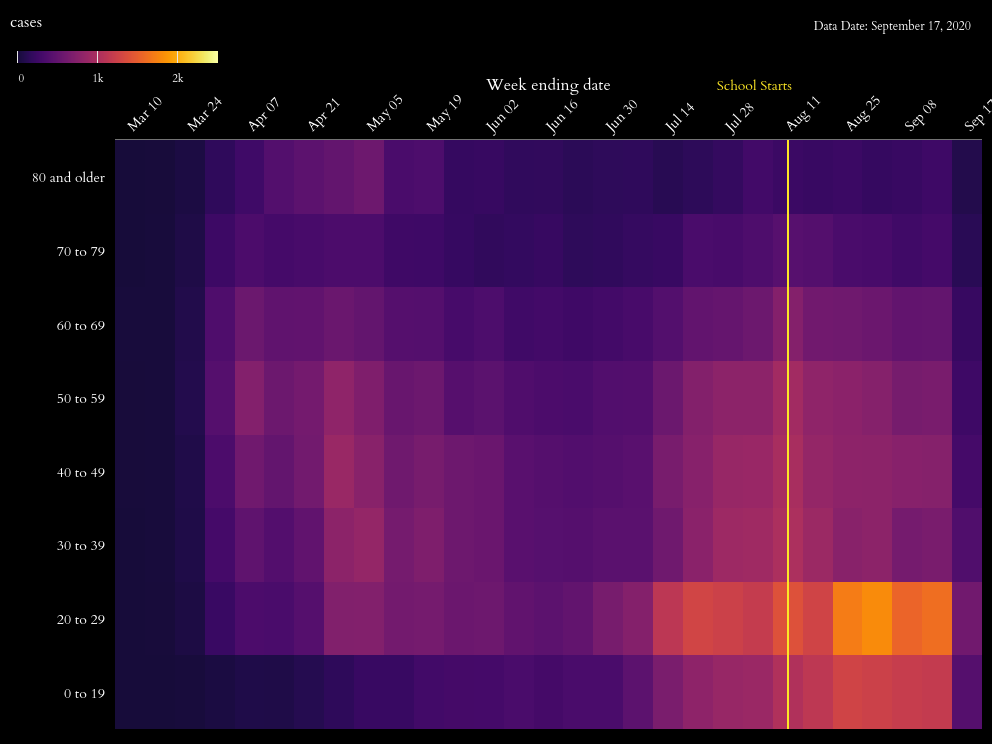 cases
Data Date: September 17, 2020
0 1k 2k
Week ending date
School Starts
Mar 10 Mar 24 Apr 07 Apr 21 May 05 May 19 Jun 02 Jun 16 Jun 30 Jul 14 Jul 28 Aug 11 Aug 25 Sep 08 Sep 17
80 and older
70 to 79
60 to 69
50 to 59
40 to 49
30 to 39
20 to 29
0 to 19